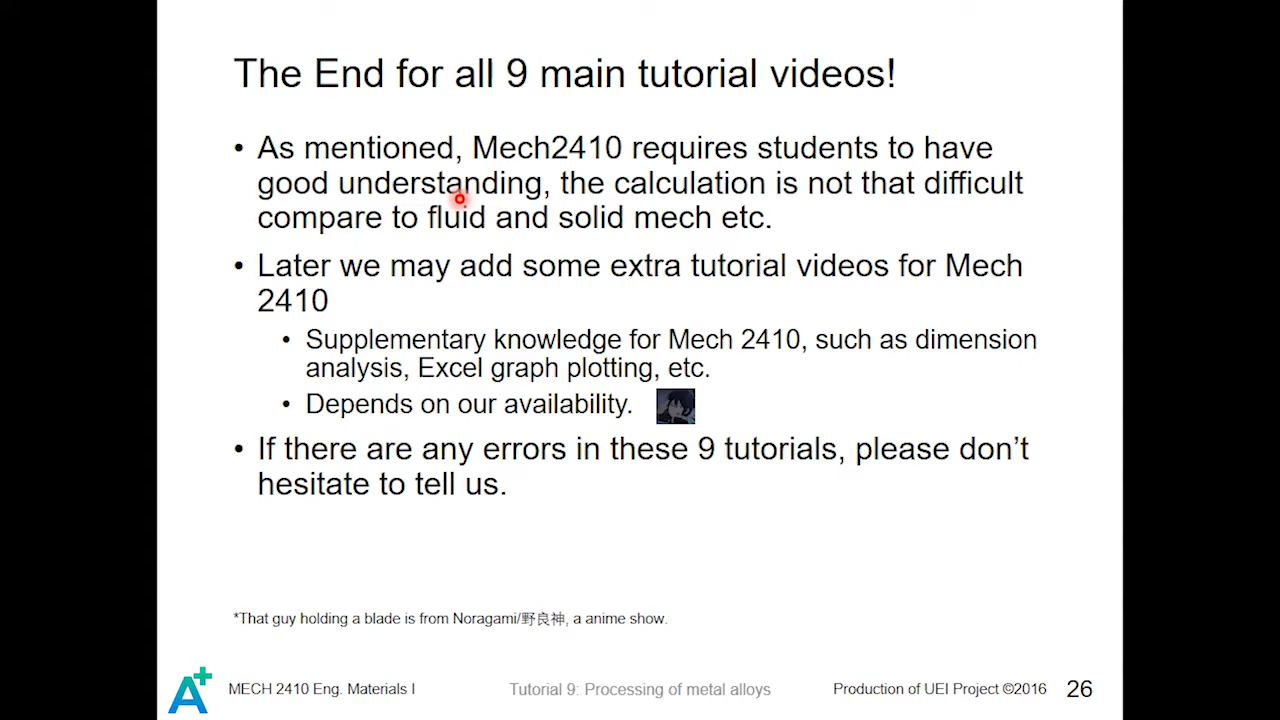 The End for all 9 main tutorial videos!
• As mentioned, Mech2410 requires students to have
good understanding, the calculation is not that difficult
compare to fluid and solid mech etc.
• Later we may add some extra tutorial videos for Mech
2410
• Supplementary knowledge for Mech 2410, such as dimension
analysis, Excel graph plotting, etc.
• Depends on our availability.
• If there are any errors in these 9 tutorials, please don’t
hesitate to tell us.
*That guy holding a blade is from Noragami/野良神, a anime show.
A+ MECH 2410 Eng. Materials I Tutorial 9: Processing of metal alloys Production of UEI Project ©2016 26